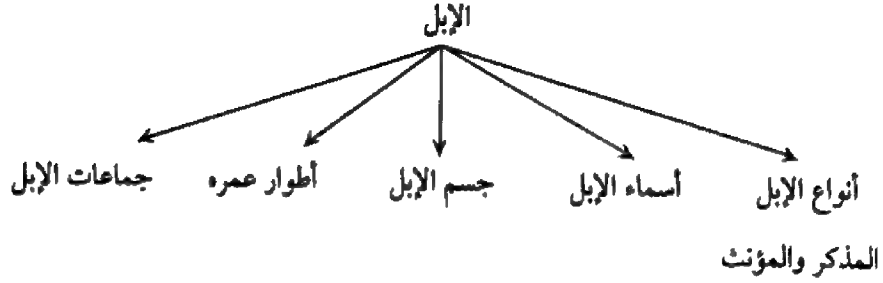 الإبل
أنواع الإبل أسماء الإبل جسم الإبل أطوار عمره جماعات الإبل
المذكر والمؤنث